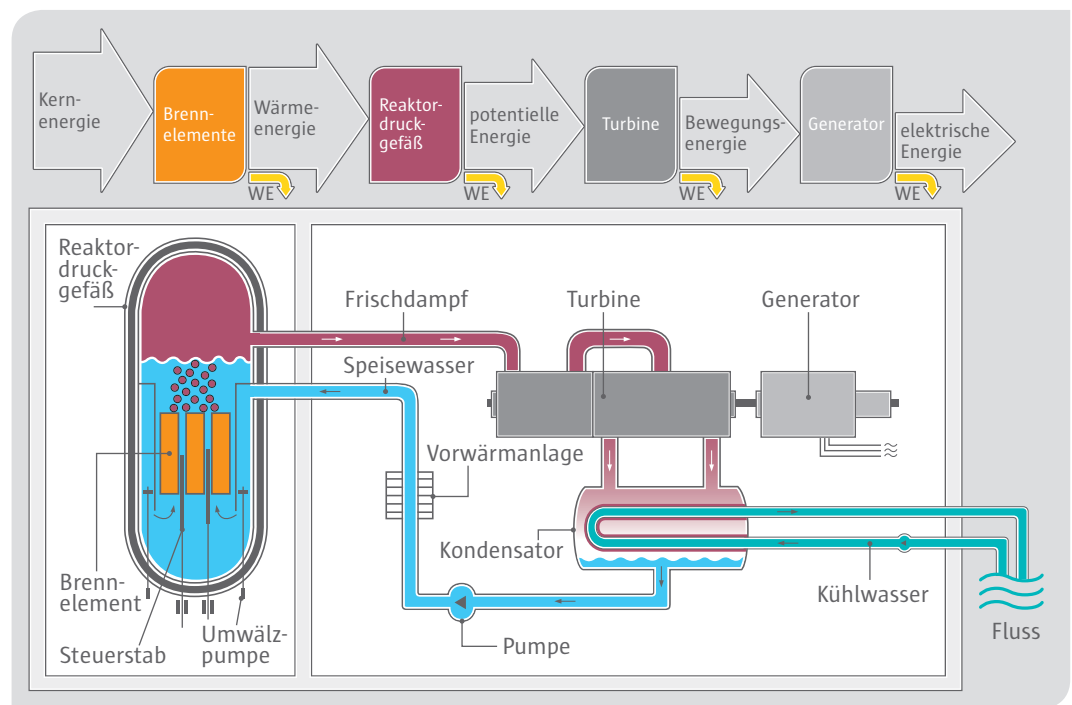 Kern-
energie
Brenn-
elemente
Wärme-
energie
WE
Reaktor-
druck-
gefäß
potentielle
Energie
WE
Turbine
Bewegungs-
energie
WE
Generator
elektrische
Energie
WE
Reaktor-
druck-
gefäß
Frischdampf
Turbine
Generator
Speisewasser
Vorwärmanlage
Kondensator
Kühlwasser
Fluss
Brenn-
element
Steuerstab
Umwälz-
pumpe
Pumpe